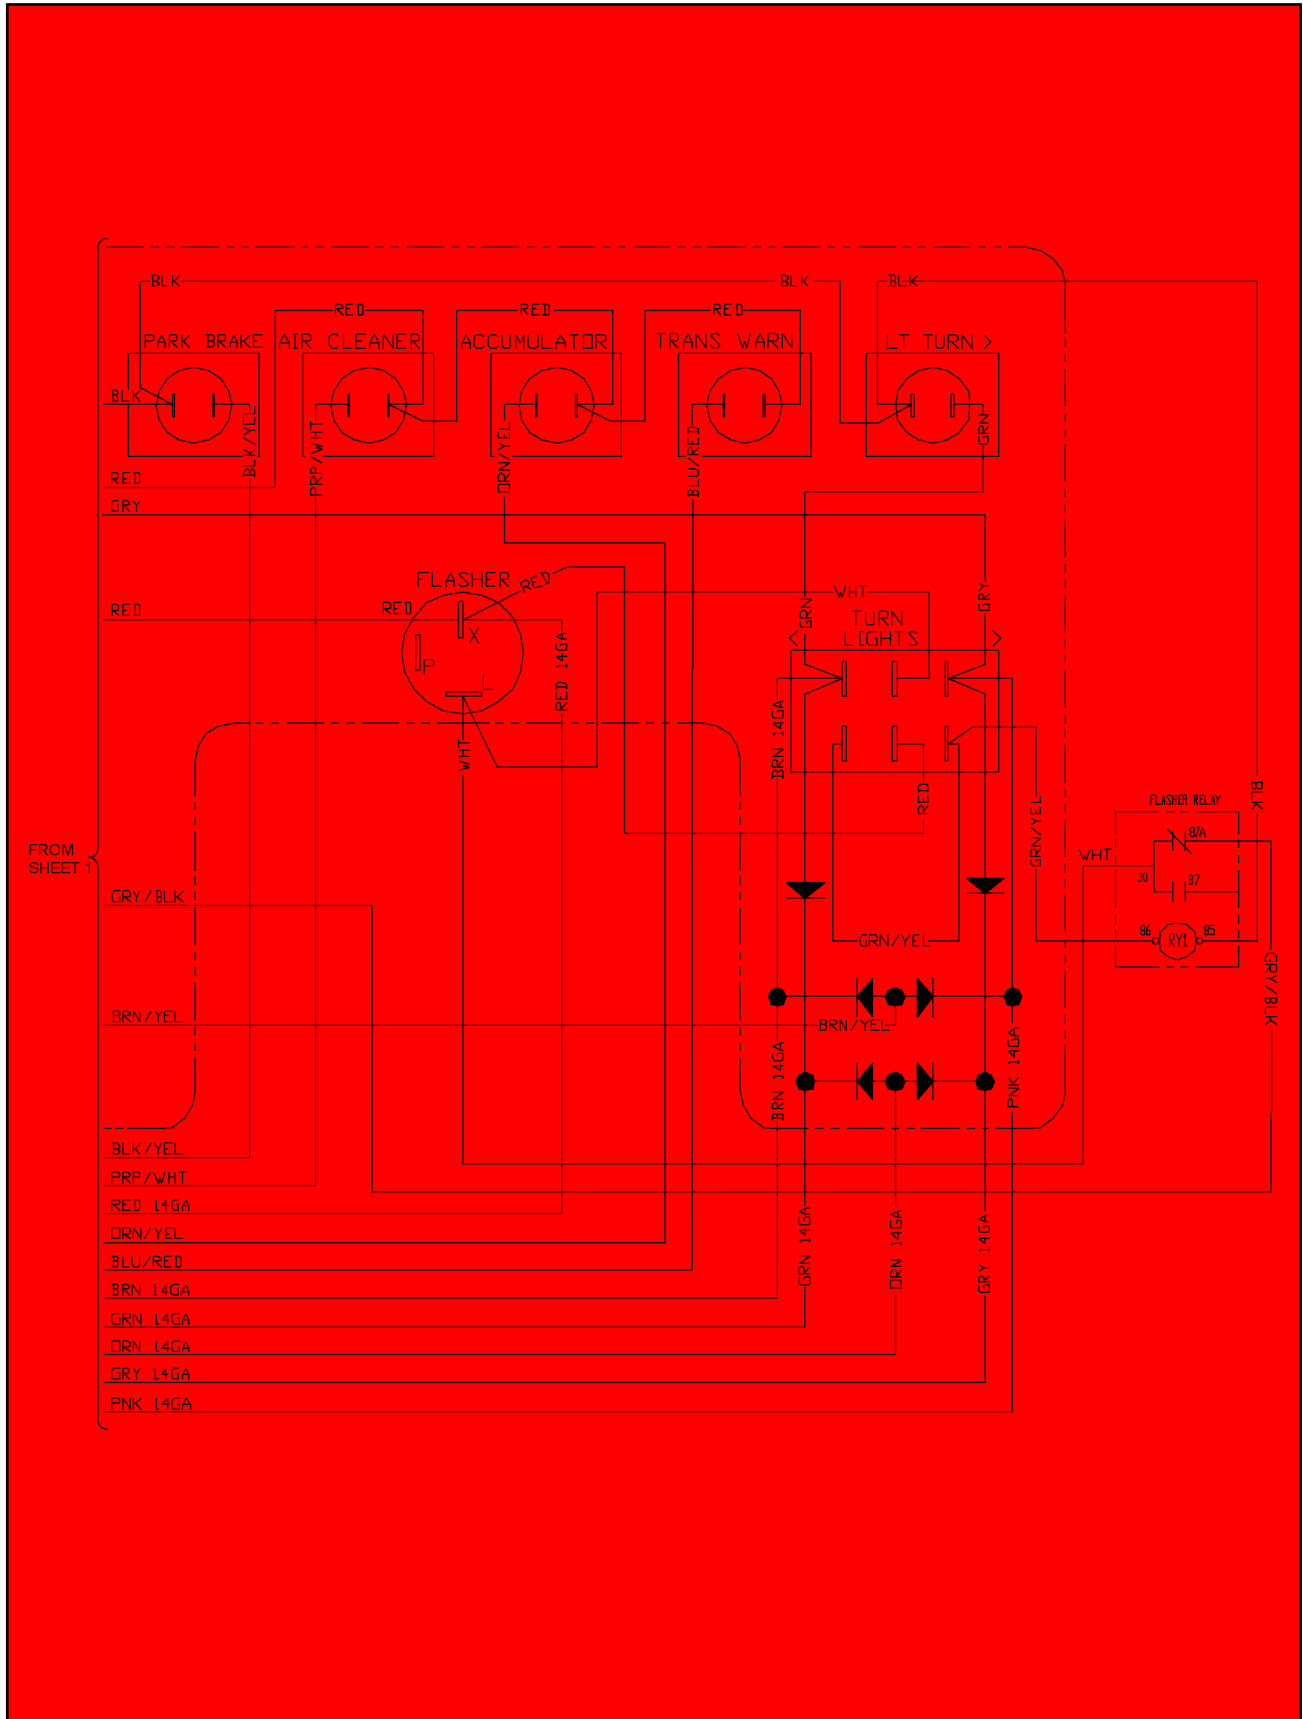 BLK
BLK
BLK
RED
RED
RED
PARK BRAKE
AIR CLEANER
ACCUMULATOR
TRANS WARN
LT TURN >
BLK
BLK/YEL
PRP/WHT
ORN/YEL
BLU/RED
GRN
RED
GRY
FLASHER
RED
WHT
GRN
GRY
TURN
< LIGHTS >
RED
RED
X
P
L
RED 14GA
BRN 14GA
WHT
RED
GRN/YEL
BLK
FLASHER RELAY
87A
WHT
30
87
FROM
SHEET 1
GRY/BLK
GRN/YEL
86
RY1
85
GRY/BLK
BRN/YEL
BRN/YEL
BRN 14GA
PNK 14GA
BLK/YEL
PRP/WHT
RED 14GA
ORN/YEL
BLU/RED
GRN 14GA
ORN 14GA
GRY 14GA
BRN 14GA
GRN 14GA
ORN 14GA
GRY 14GA
PNK 14GA